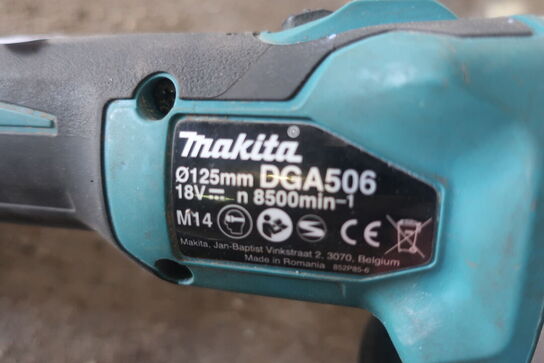 makita®
Ø125mm DGA506
18V⎓ n 8500min-1
M14 CE
Makita, Jan-Baptist Vinkstraat 2, 3070, Belgium
Made in Romania 852P85-6